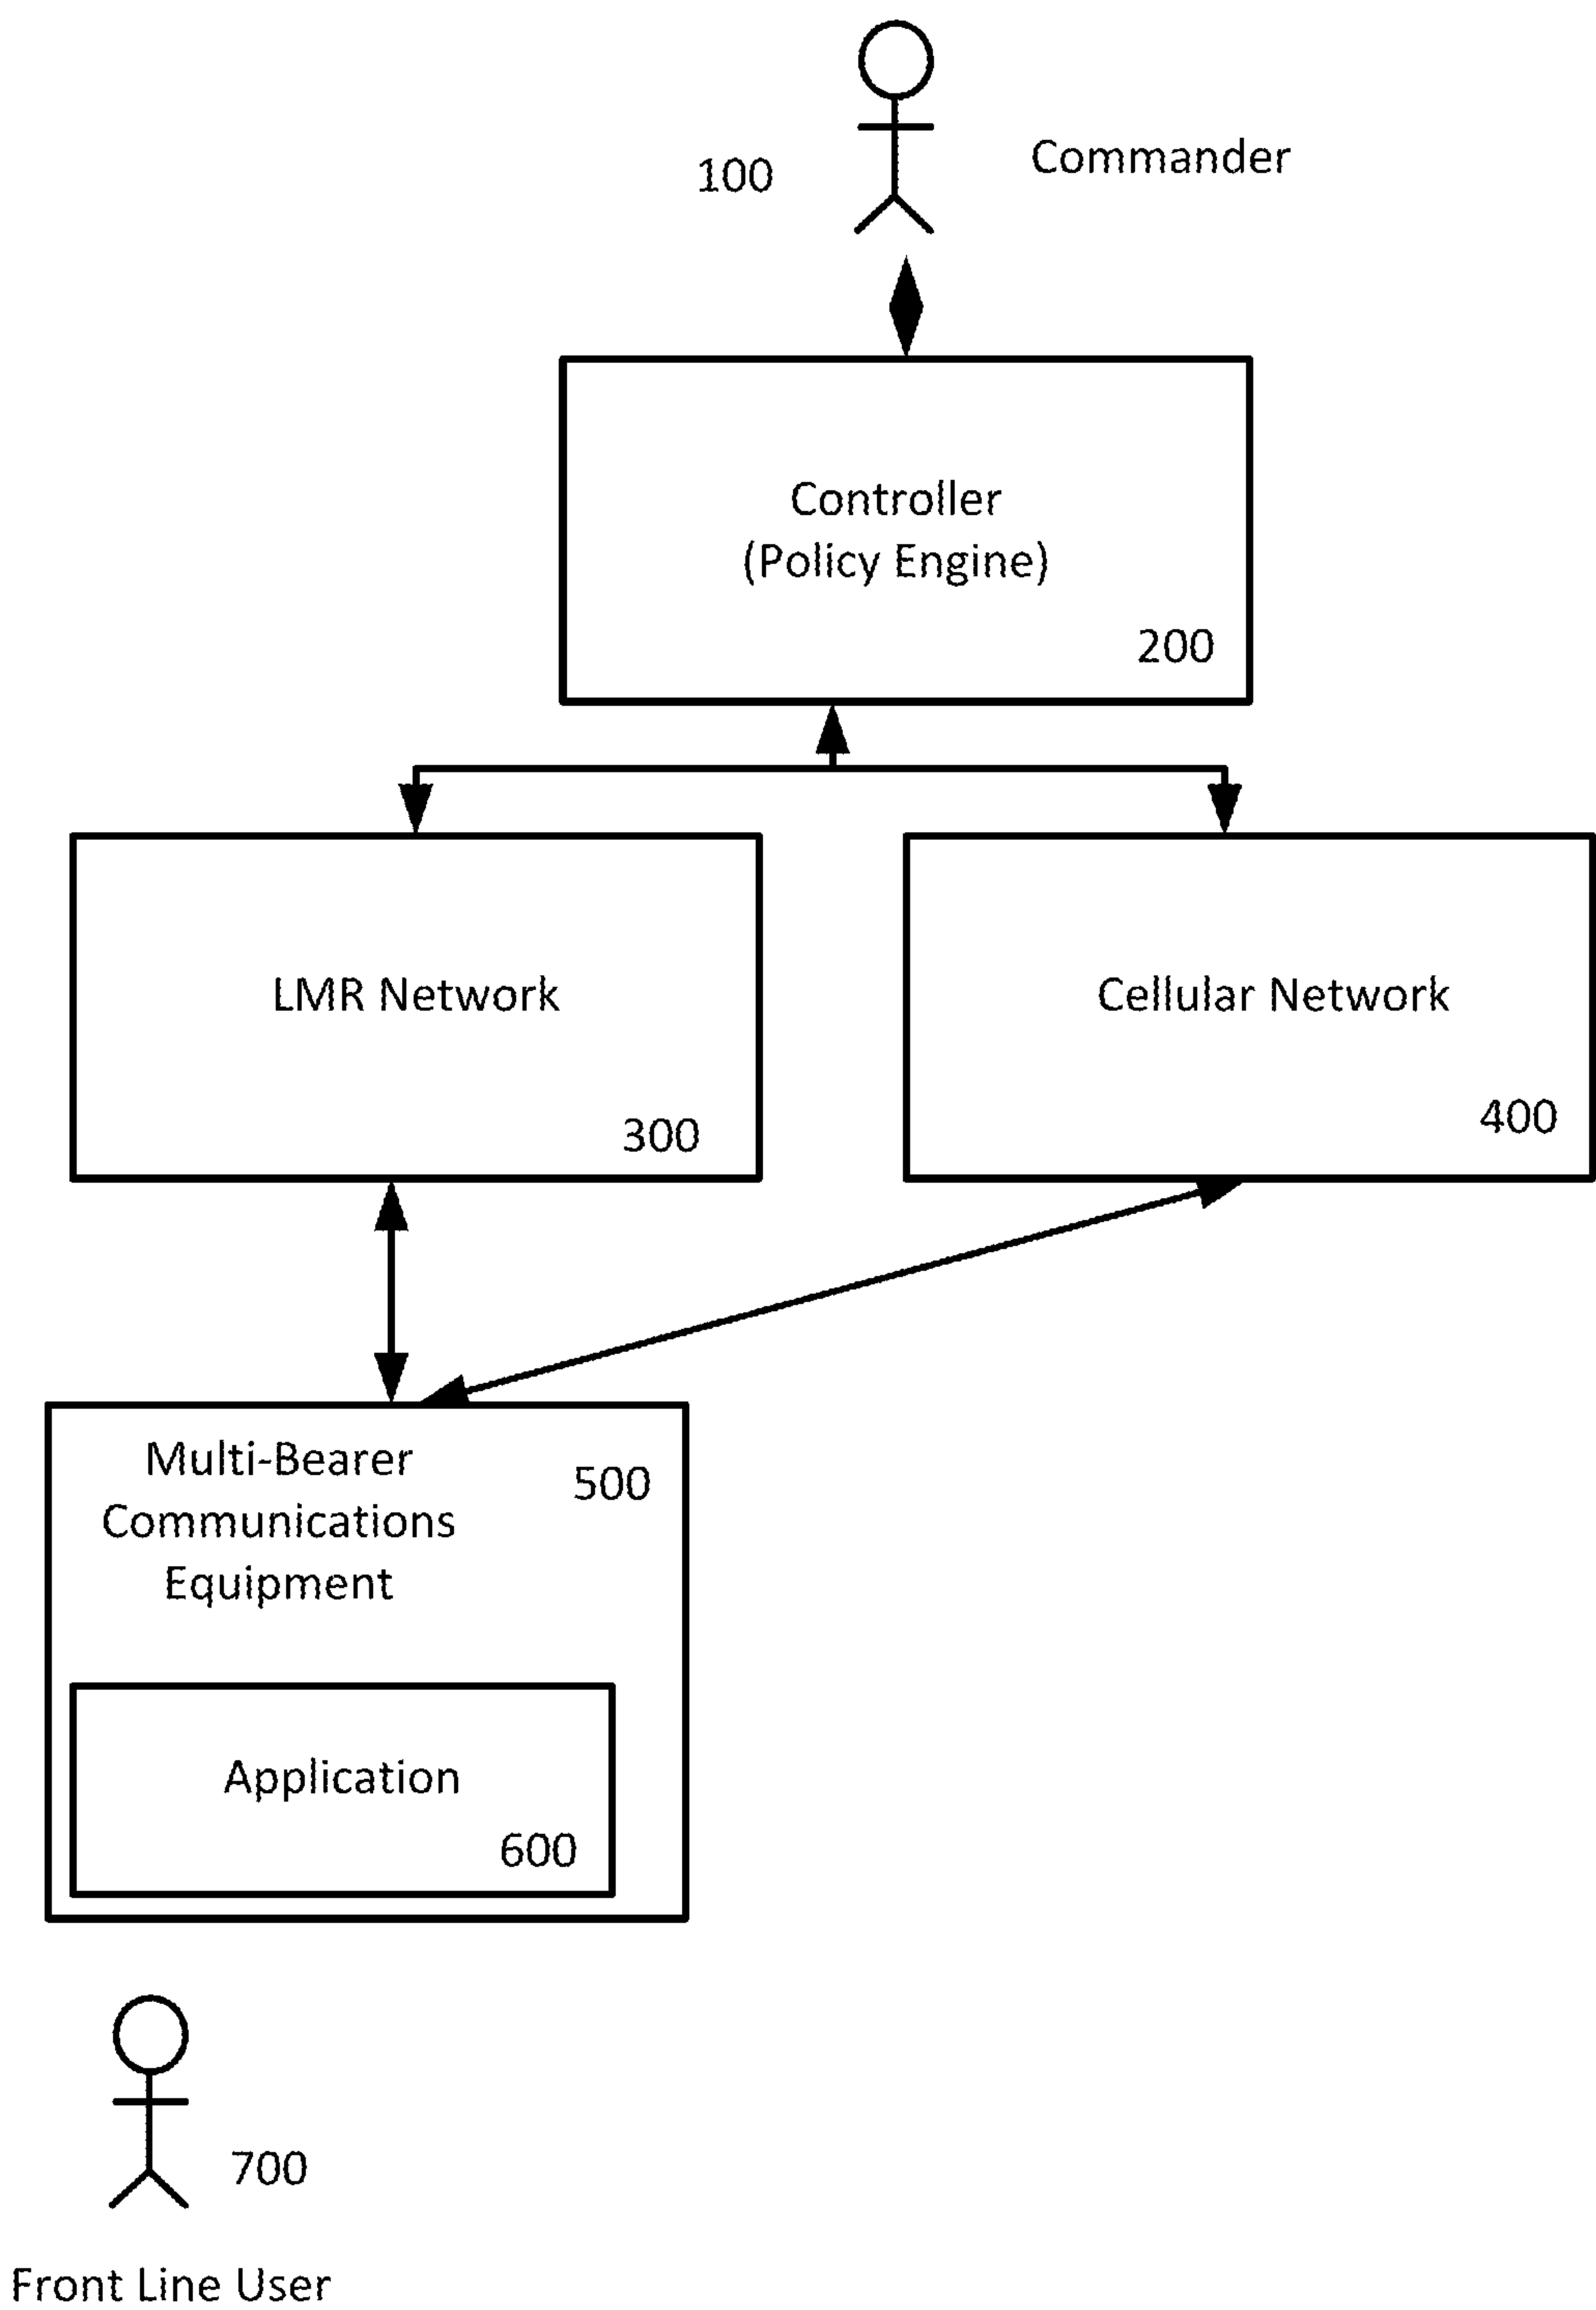 Commander
100
Controller
(Policy Engine)
200
LMR Network
300
Cellular Network
400
Multi-Bearer
Communications
Equipment
500
Application
600
700
Front Line User